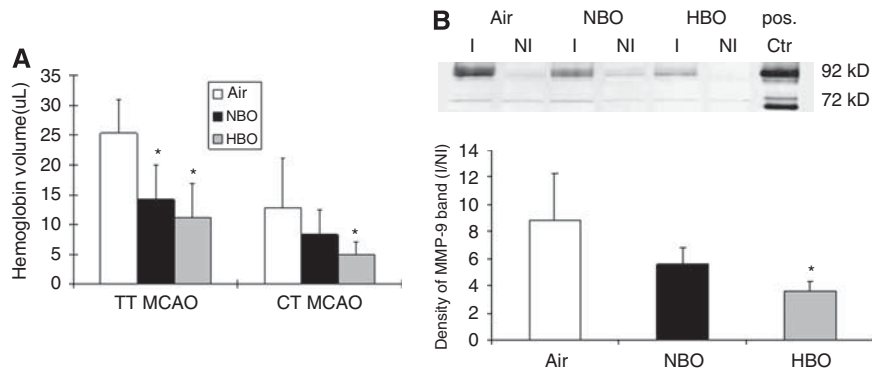 A
Hemoglobin volume(uL)
35
30
25
20
15
10
5
0
Air
NBO
HBO
*
*
*
TT MCAO
CT MCAO
B
Air NBO HBO pos.
I NI I NI I NI Ctr
92 kD
72 kD
Density of MMP-9 band (I/NI)
14
12
10
8
6
4
2
0
*
Air NBO HBO